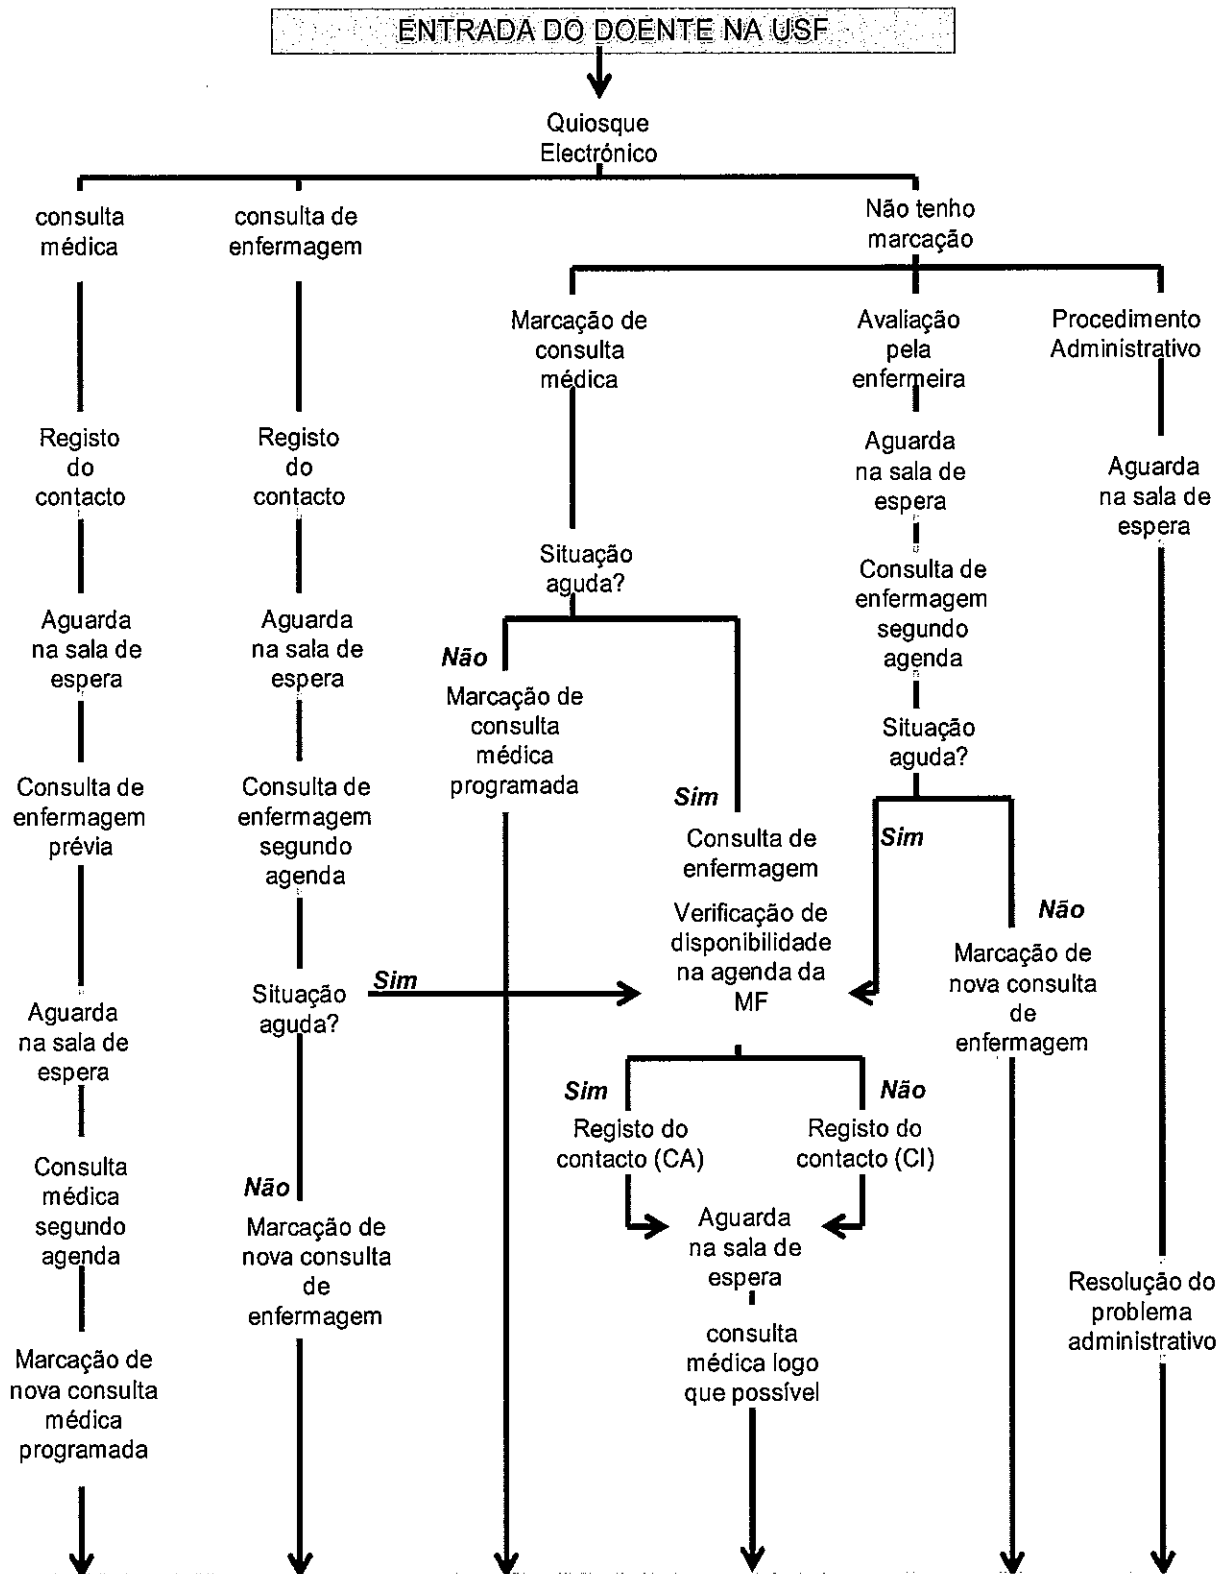 ENTRADA DO DOENTE NA USF
Quiosque
Electrónico
consulta
médica
Registo
do
contacto
Aguarda
na sala de
espera
Consulta de
enfermagem
prévia
Aguarda
na sala de
espera
Consulta
médica
segundo
agenda
Marcação de
nova consulta
médica
programada
consulta de
enfermagem
Registo
do
contacto
Aguarda
na sala de
espera
Consulta de
enfermagem
segundo
agenda
Situação
aguda?
Sim
Não
Marcação de
nova consulta
de
enfermagem
Não tenho
marcação
Marcação de
consulta
médica
Situação
aguda?
Não
Marcação de
consulta
médica
programada
Sim
Consulta de
enfermagem
Verificação de
disponibilidade
na agenda da
MF
Sim
Registo do
contacto (CA)
Não
Registo do
contacto (CI)
Aguarda
na sala de
espera
consulta
médica logo
que possível
Avaliação
pela
enfermeira
Aguarda
na sala de
espera
Consulta de
enfermagem
segundo
agenda
Situação
aguda?
Sim
Não
Marcação de
nova consulta
de
enfermagem
Procedimento
Administrativo
Aguarda
na sala de
espera
Resolução do
problema
administrativo